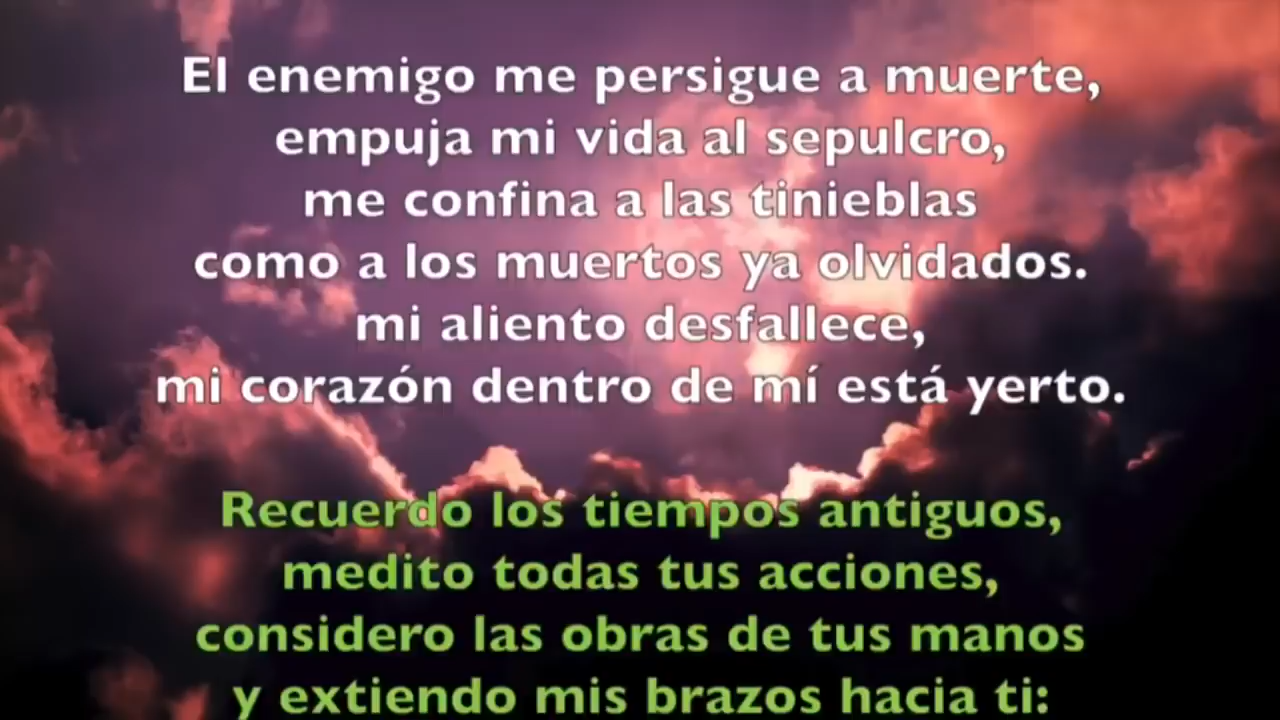 El enemigo me persigue a muerte,
empuja mi vida al sepulcro,
me confina a las tinieblas
como a los muertos ya olvidados.
mi aliento desfallece,
mi corazón dentro de mí está yerto.
Recuerdo los tiempos antiguos,
medito todas tus acciones,
considero las obras de tus manos
y extiendo mis brazos hacia ti: